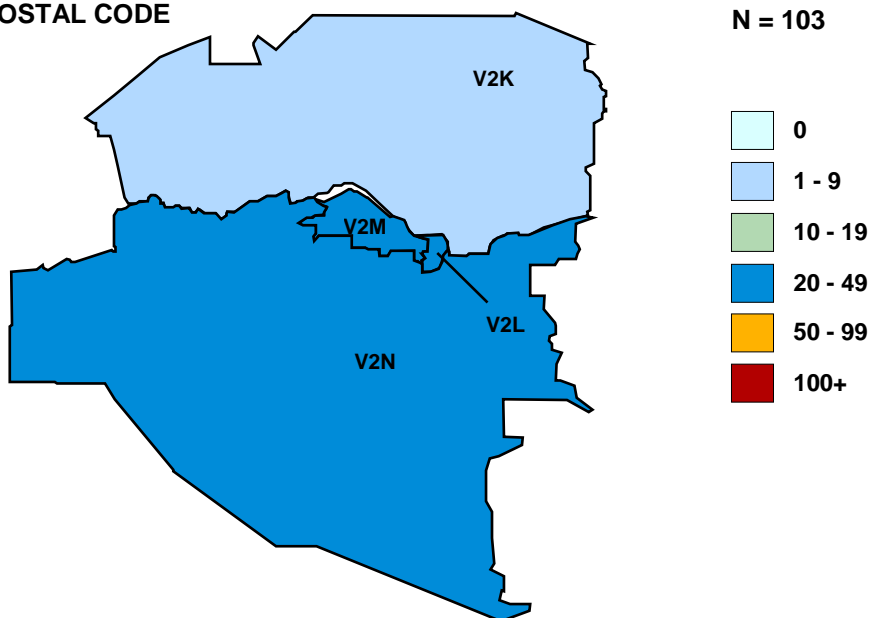 OSTAL CODE
N = 103
V2K
V2M
V2L
V2N
0
1 - 9
10 - 19
20 - 49
50 - 99
100+